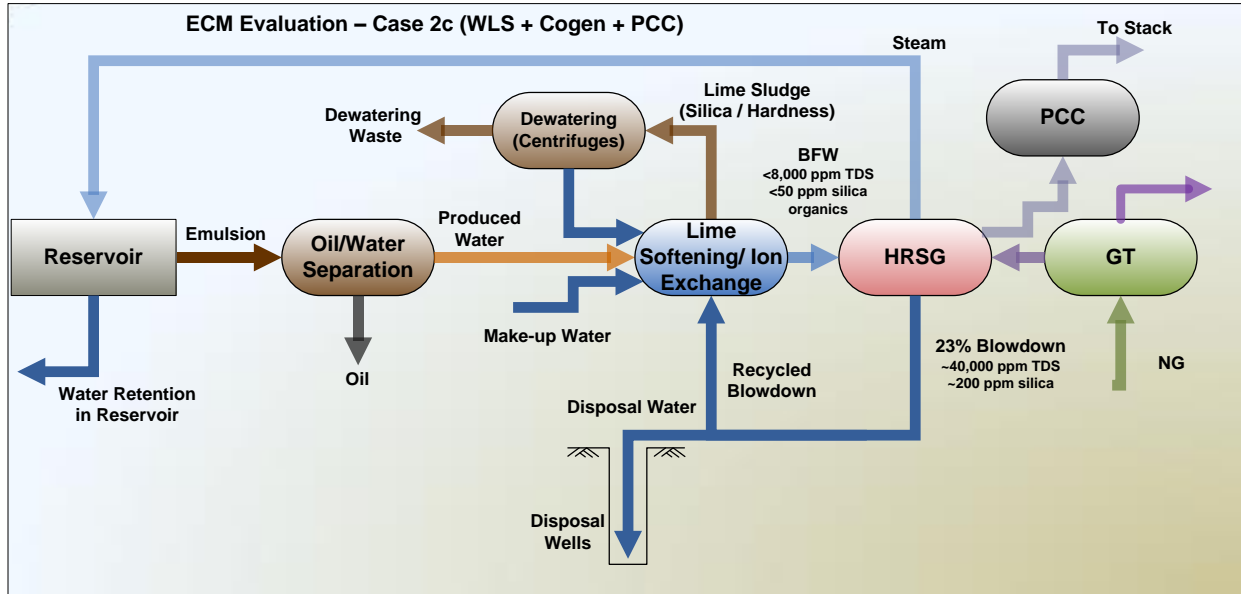 ECM Evaluation – Case 2c (WLS + Cogen + PCC)
To Stack
Steam
Lime Sludge
(Silica / Hardness)
Dewatering
Waste
Dewatering
(Centrifuges)
PCC
BFW
<8,000 ppm TDS
<50 ppm silica
organics
Reservoir
Emulsion
Oil/Water
Separation
Produced
Water
Lime
Softening/ Ion
Exchange
HRSG
GT
Make-up Water
Water Retention
in Reservoir
Oil
Recycled
Blowdown
23% Blowdown
~40,000 ppm TDS
~200 ppm silica
NG
Disposal Water
Disposal
Wells